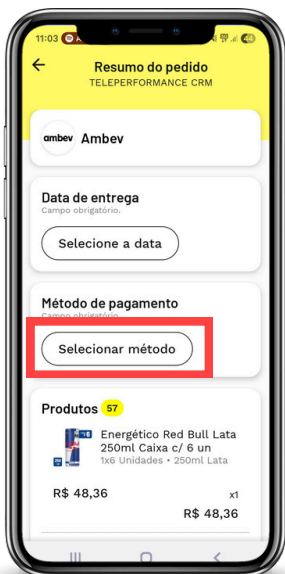 11:03
Resumo do pedido
TELEPERFORMANCE CRM
ambev Ambev
Data de entrega
Campo obrigatório.
Selecione a data
Método de pagamento
Campo obrigatório.
Selecionar método
Produtos 57
Energético Red Bull Lata
250ml Caixa c/ 6 un
1x6 Unidades • 250ml Lata
R$ 48,36
x1
R$ 48,36